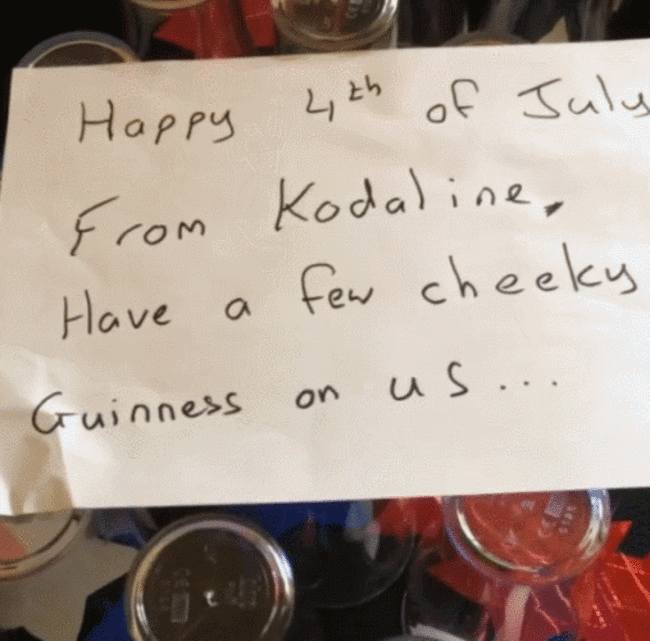 Happy 4th of July
From Kodaline,
Have a few cheeky
Guinness on us...